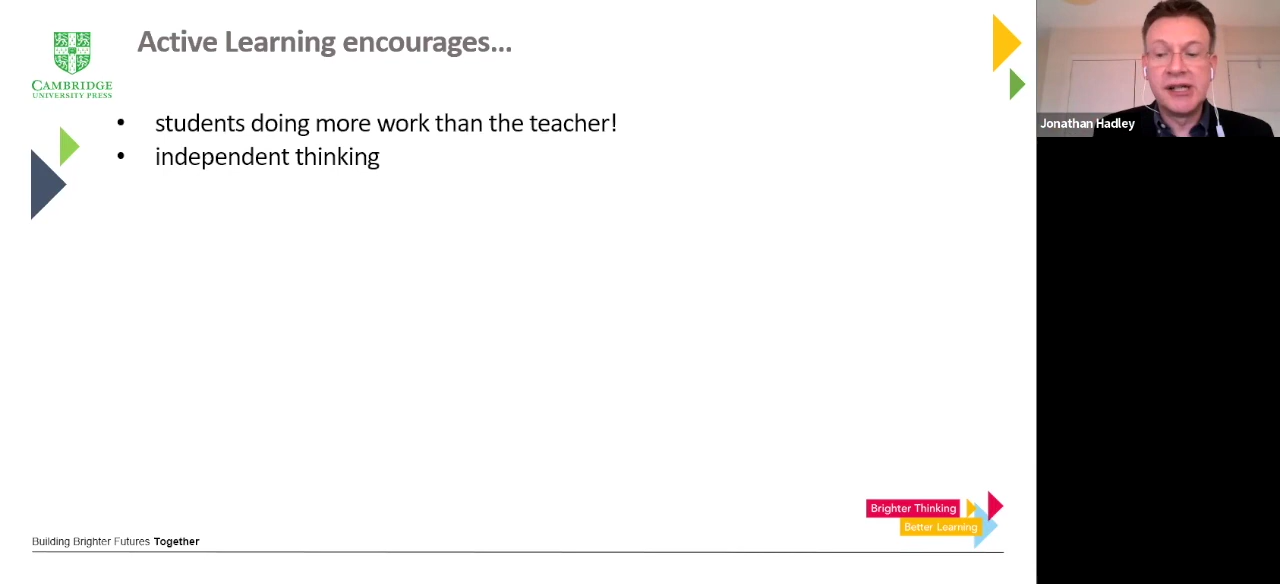 Active Learning encourages...
CAMBRIDGE
UNIVERSITY PRESS
• students doing more work than the teacher!
• independent thinking
Jonathan Hadley
Brighter Thinking
Better Learning
Building Brighter Futures Together